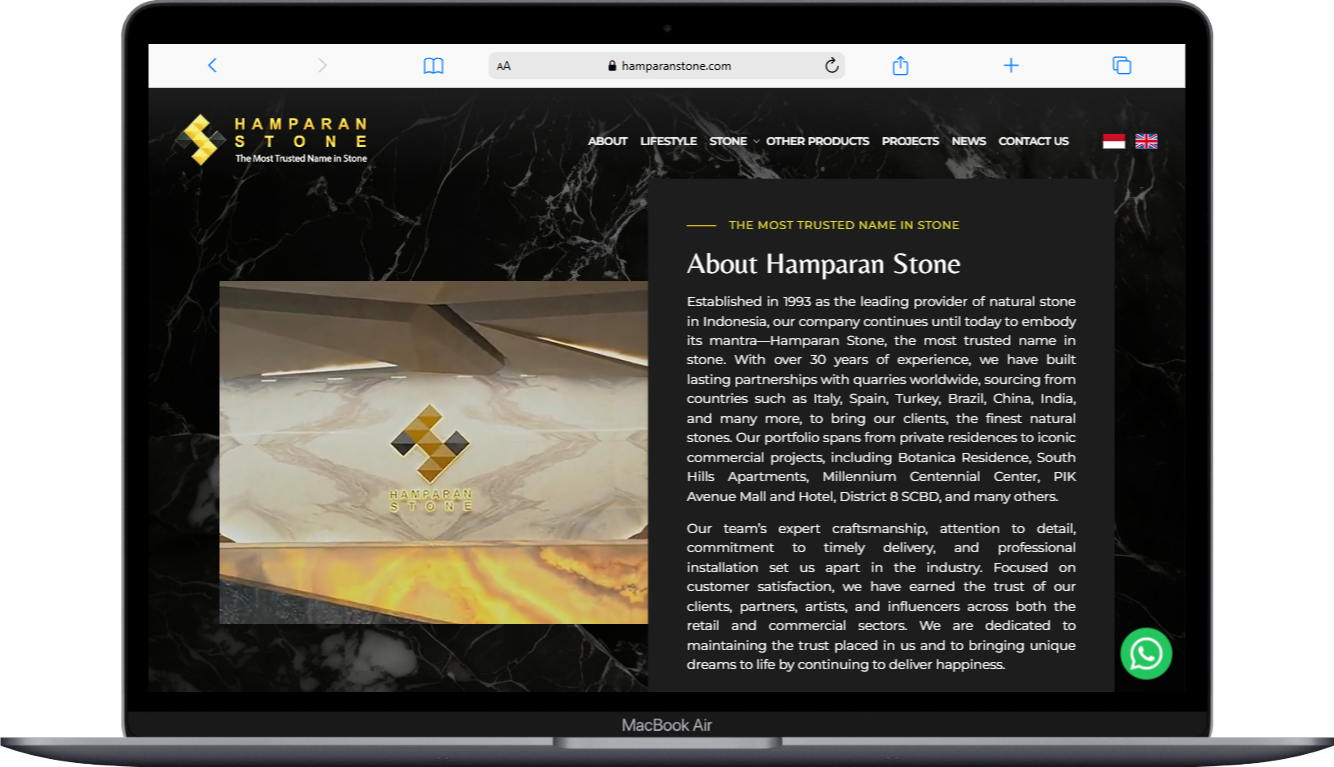 AA
hamparanstone.com
HAMPARAN
STONE
The Most Trusted Name in Stone
ABOUT LIFESTYLE STONE OTHER PRODUCTS PROJECTS NEWS CONTACT US
THE MOST TRUSTED NAME IN STONE
About Hamparan Stone
Established in 1993 as the leading provider of natural stone
in Indonesia, our company continues until today to embody
its mantra—Hamparan Stone, the most trusted name in
stone. With over 30 years of experience, we have built
lasting partnerships with quarries worldwide, sourcing from
countries such as Italy, Spain, Turkey, Brazil, China, India,
and many more, to bring our clients, the finest natural
stones. Our portfolio spans from private residences to iconic
commercial projects, including Botanica Residence, South
Hills Apartments, Millennium Centennial Center, PIK
Avenue Mall and Hotel, District 8 SCBD, and many others.
Our team’s expert craftsmanship, attention to detail,
commitment to timely delivery, and professional
installation set us apart in the industry. Focused on
customer satisfaction, we have earned the trust of our
clients, partners, artists, and influencers across both the
retail and commercial sectors. We are dedicated to
maintaining the trust placed in us and to bringing unique
dreams to life by continuing to deliver happiness.
HAMPARAN
STONE
MacBook Air